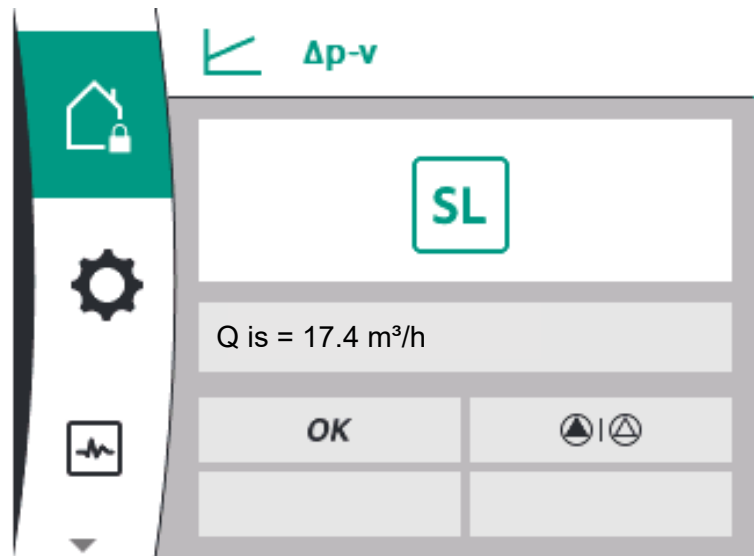 Δp-v
SL
Q is = 17.4 m³/h
OK